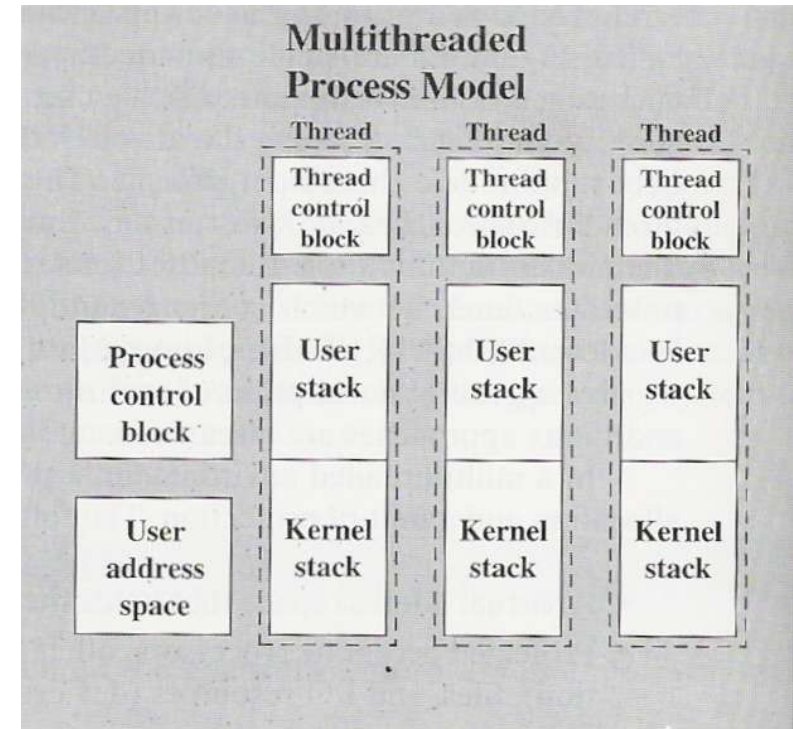 Multithreaded
Process Model
Thread
Thread
Thread
Thread
control
block
Thread
control
block
Thread
control
block
Process
control
block
User
stack
User
stack
User
stack
User
address
space
Kernel
stack
Kernel
stack
Kernel
stack